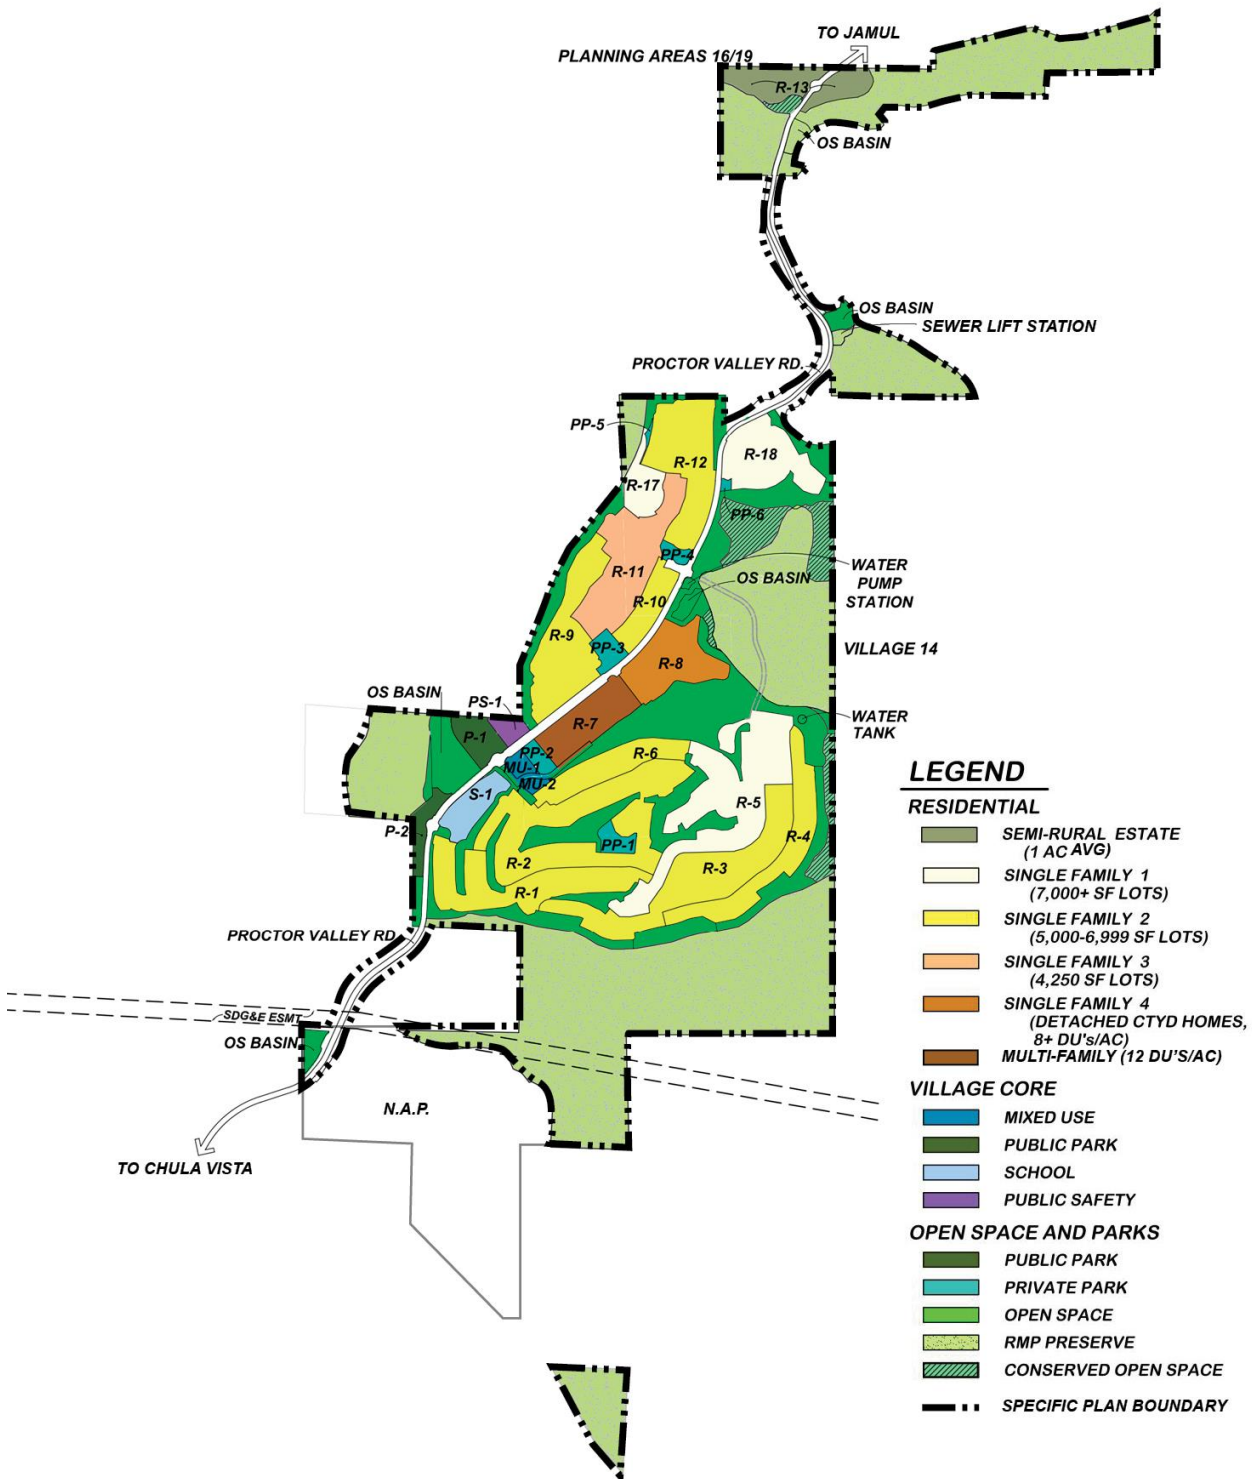 TO JAMUL
PLANNING AREAS 16/19
R-13
OS BASIN
OS BASIN
SEWER LIFT STATION
PROCTOR VALLEY RD.
PP-5
R-18
R-12
R-17
PP-6
PP-4
WATER
PUMP
STATION
OS BASIN
R-11
R-10
R-9
PP-3
R-8
VILLAGE 14
OS BASIN
PS-1
R-7
P-1
WATER
TANK
PP-2
R-6
MU-1
MU-2
S-1
R-5
P-2
R-4
PP-1
R-2
R-3
R-1
PROCTOR VALLEY RD
SDG&E ESMT
OS BASIN
N.A.P.
TO CHULA VISTA
LEGEND
RESIDENTIAL
SEMI-RURAL ESTATE
(1 AC AVG)
SINGLE FAMILY 1
(7,000+ SF LOTS)
SINGLE FAMILY 2
(5,000-6,999 SF LOTS)
SINGLE FAMILY 3
(4,250 SF LOTS)
SINGLE FAMILY 4
(DETACHED CTYD HOMES,
8+ DU's/AC)
MULTI-FAMILY (12 DU'S/AC)
VILLAGE CORE
MIXED USE
PUBLIC PARK
SCHOOL
PUBLIC SAFETY
OPEN SPACE AND PARKS
PUBLIC PARK
PRIVATE PARK
OPEN SPACE
RMP PRESERVE
CONSERVED OPEN SPACE
SPECIFIC PLAN BOUNDARY